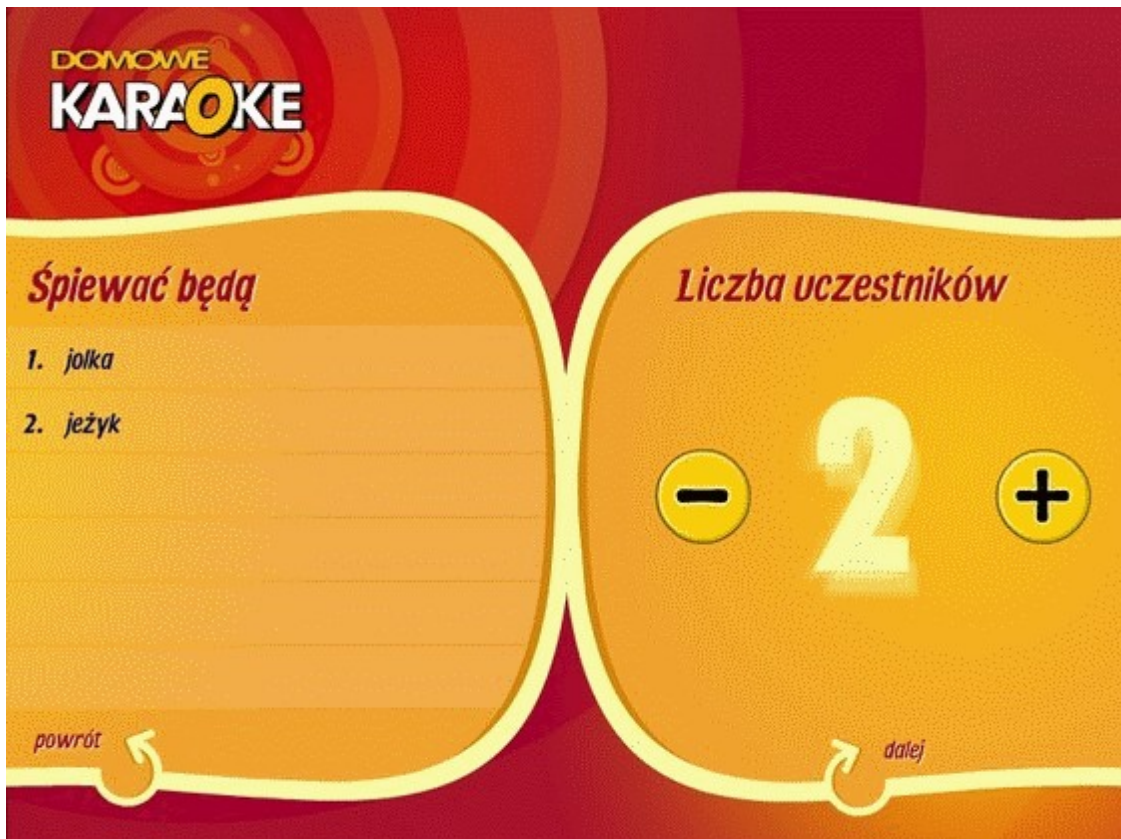 DOMOWE
KARAOKE
Śpiewać będą
1. jolka
2. jeżyk
powrót
Liczba uczestników
2
dalej